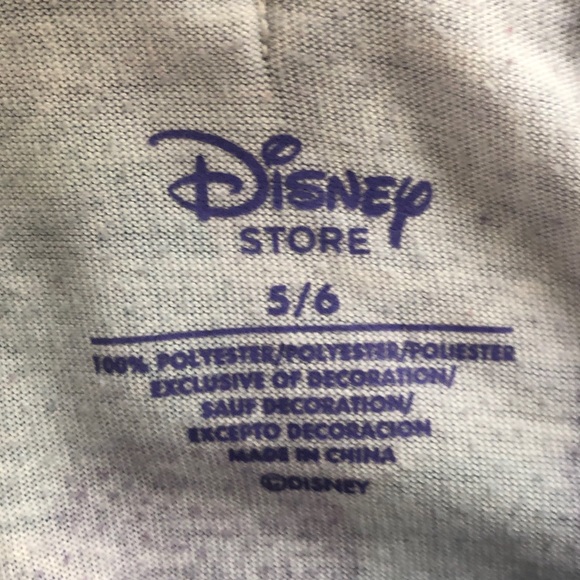 Disney
STORE
5/6
100% POLYESTER/POLYESTER/POLIESTER
EXCLUSIVE OF DECORATION/
SAUF DECORATION/
EXCEPTO DECORACION
MADE IN CHINA
©DISNEY